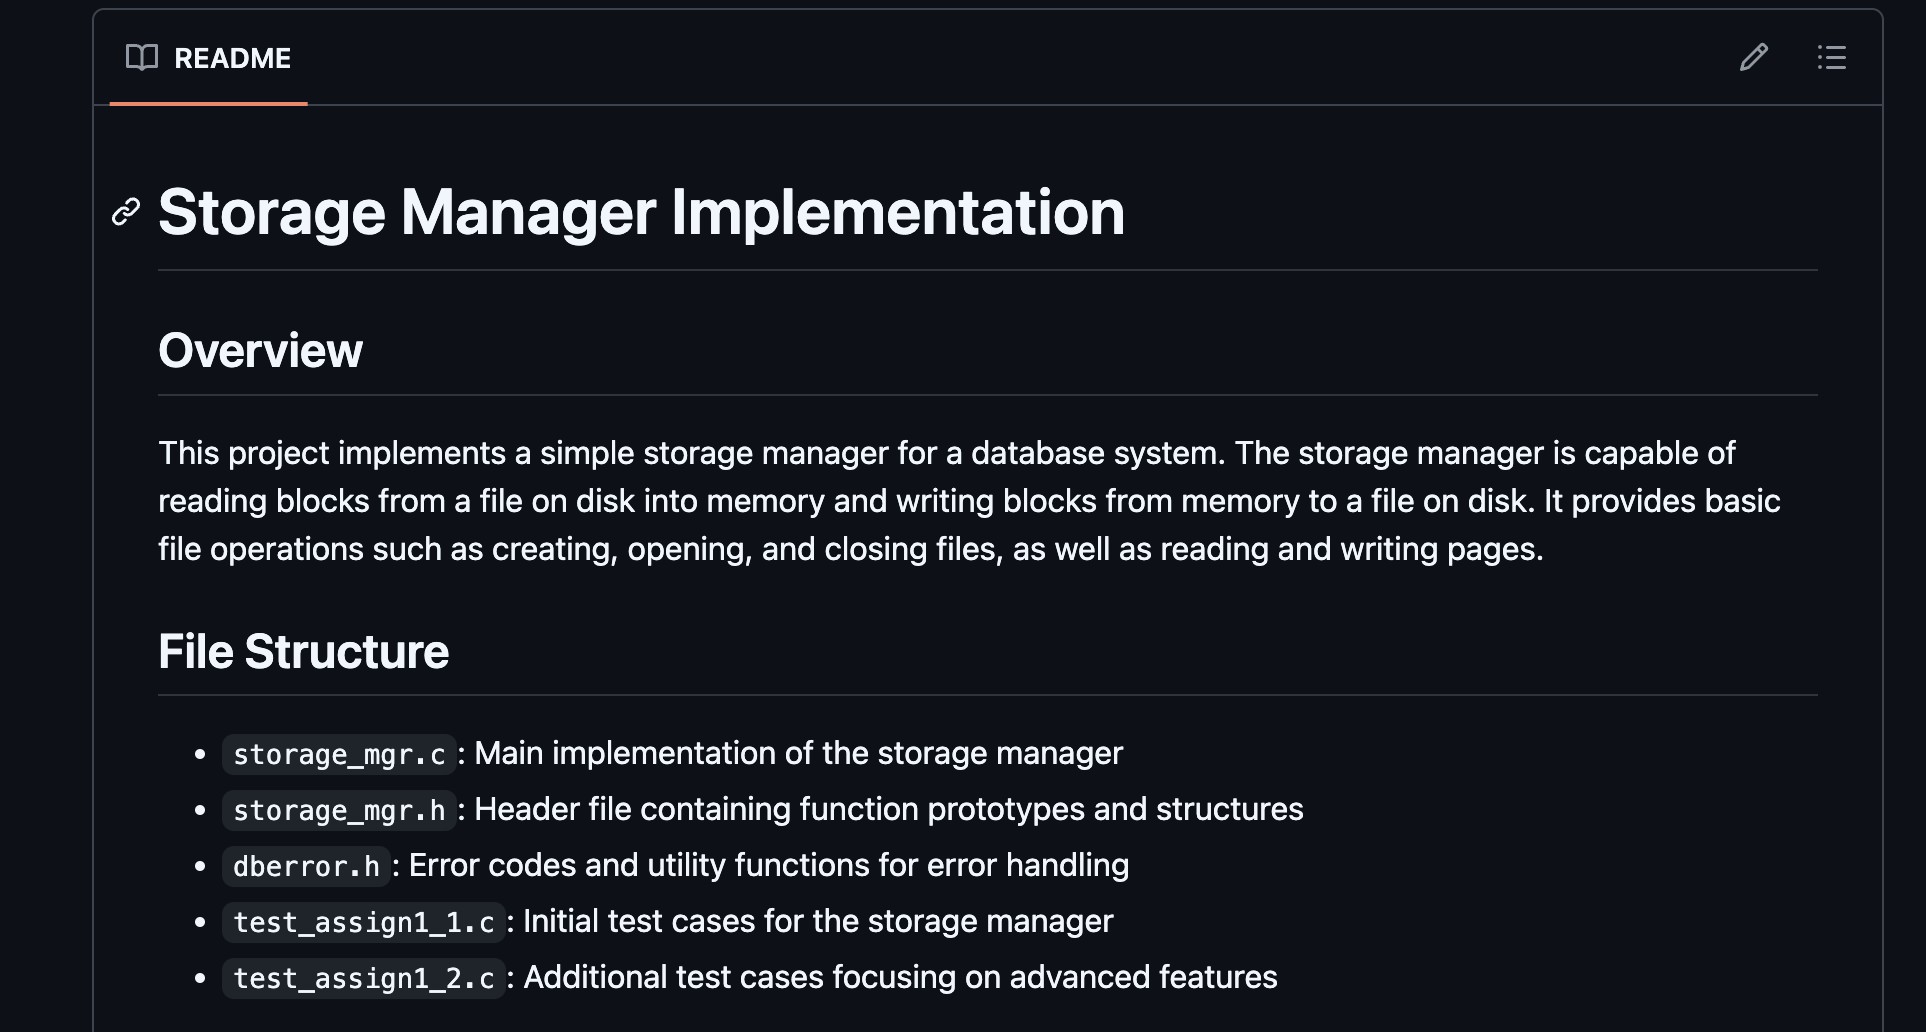 README
Storage Manager Implementation
Overview
This project implements a simple storage manager for a database system. The storage manager is capable of
reading blocks from a file on disk into memory and writing blocks from memory to a file on disk. It provides basic
file operations such as creating, opening, and closing files, as well as reading and writing pages.
File Structure
• storage_mgr.c: Main implementation of the storage manager
• storage_mgr.h: Header file containing function prototypes and structures
• dberror.h: Error codes and utility functions for error handling
• test_assign1_1.c: Initial test cases for the storage manager
• test_assign1_2.c: Additional test cases focusing on advanced features